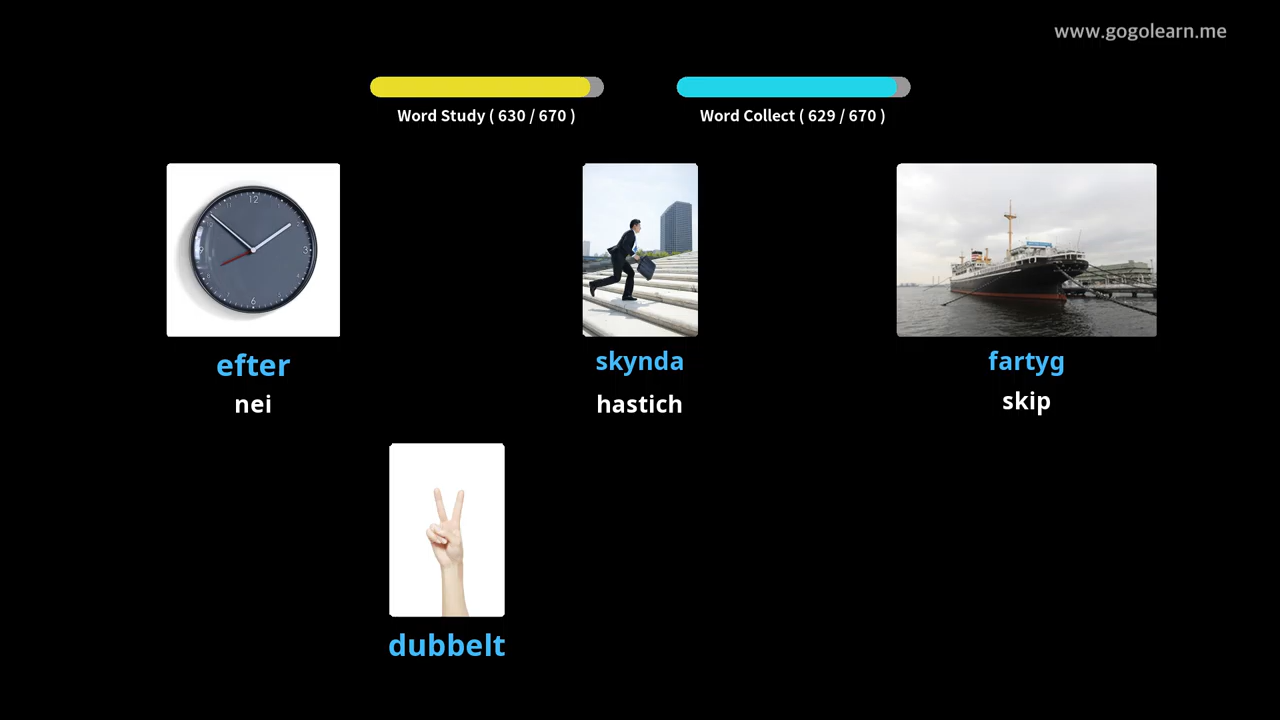 www.gogolearn.me
Word Study ( 630 / 670 )
Word Collect ( 629 / 670 )
efter
nei
skynda
hastich
fartyg
skip
dubbelt